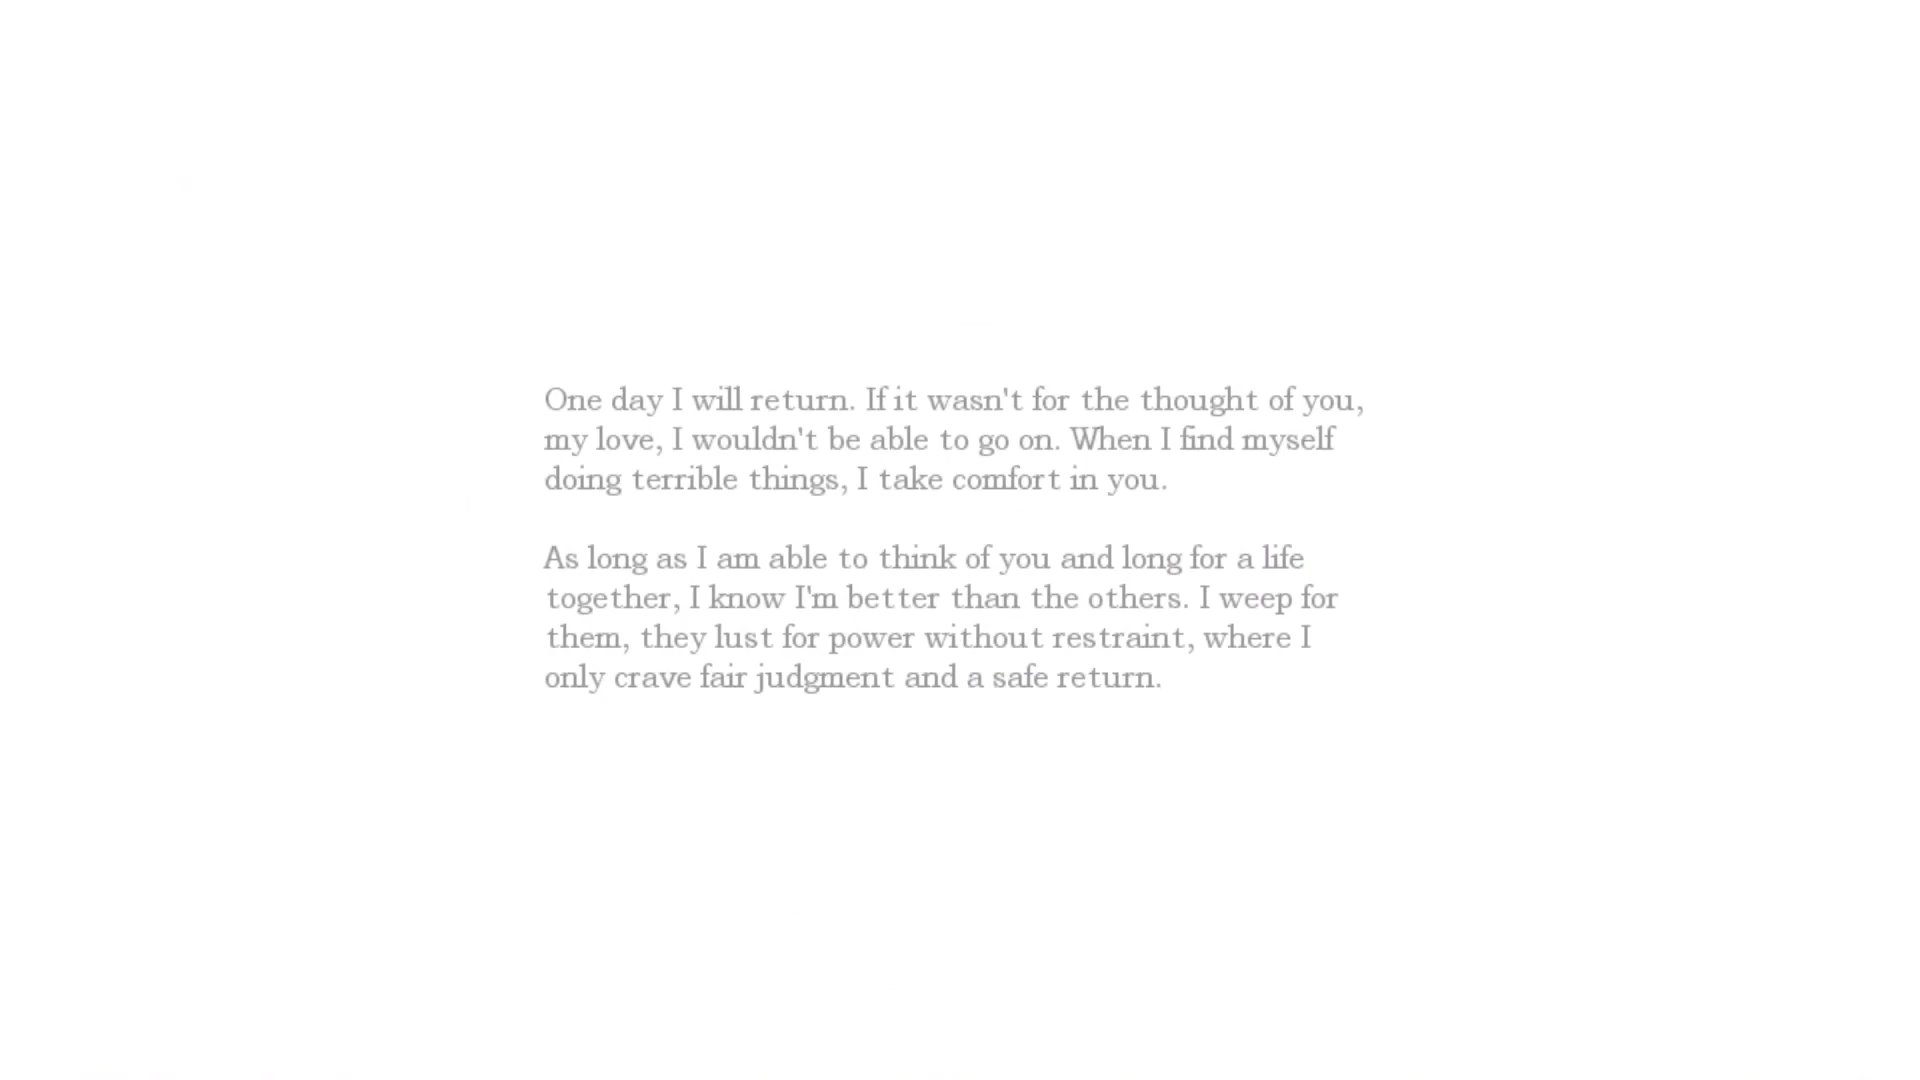 One day I will return. If it wasn't for the thought of you,
my love, I wouldn't be able to go on. When I find myself
doing terrible things, I take comfort in you.
As long as I am able to think of you and long for a life
together, I know I'm better than the others. I weep for
them, they lust for power without restraint, where I
only crave fair judgment and a safe return.